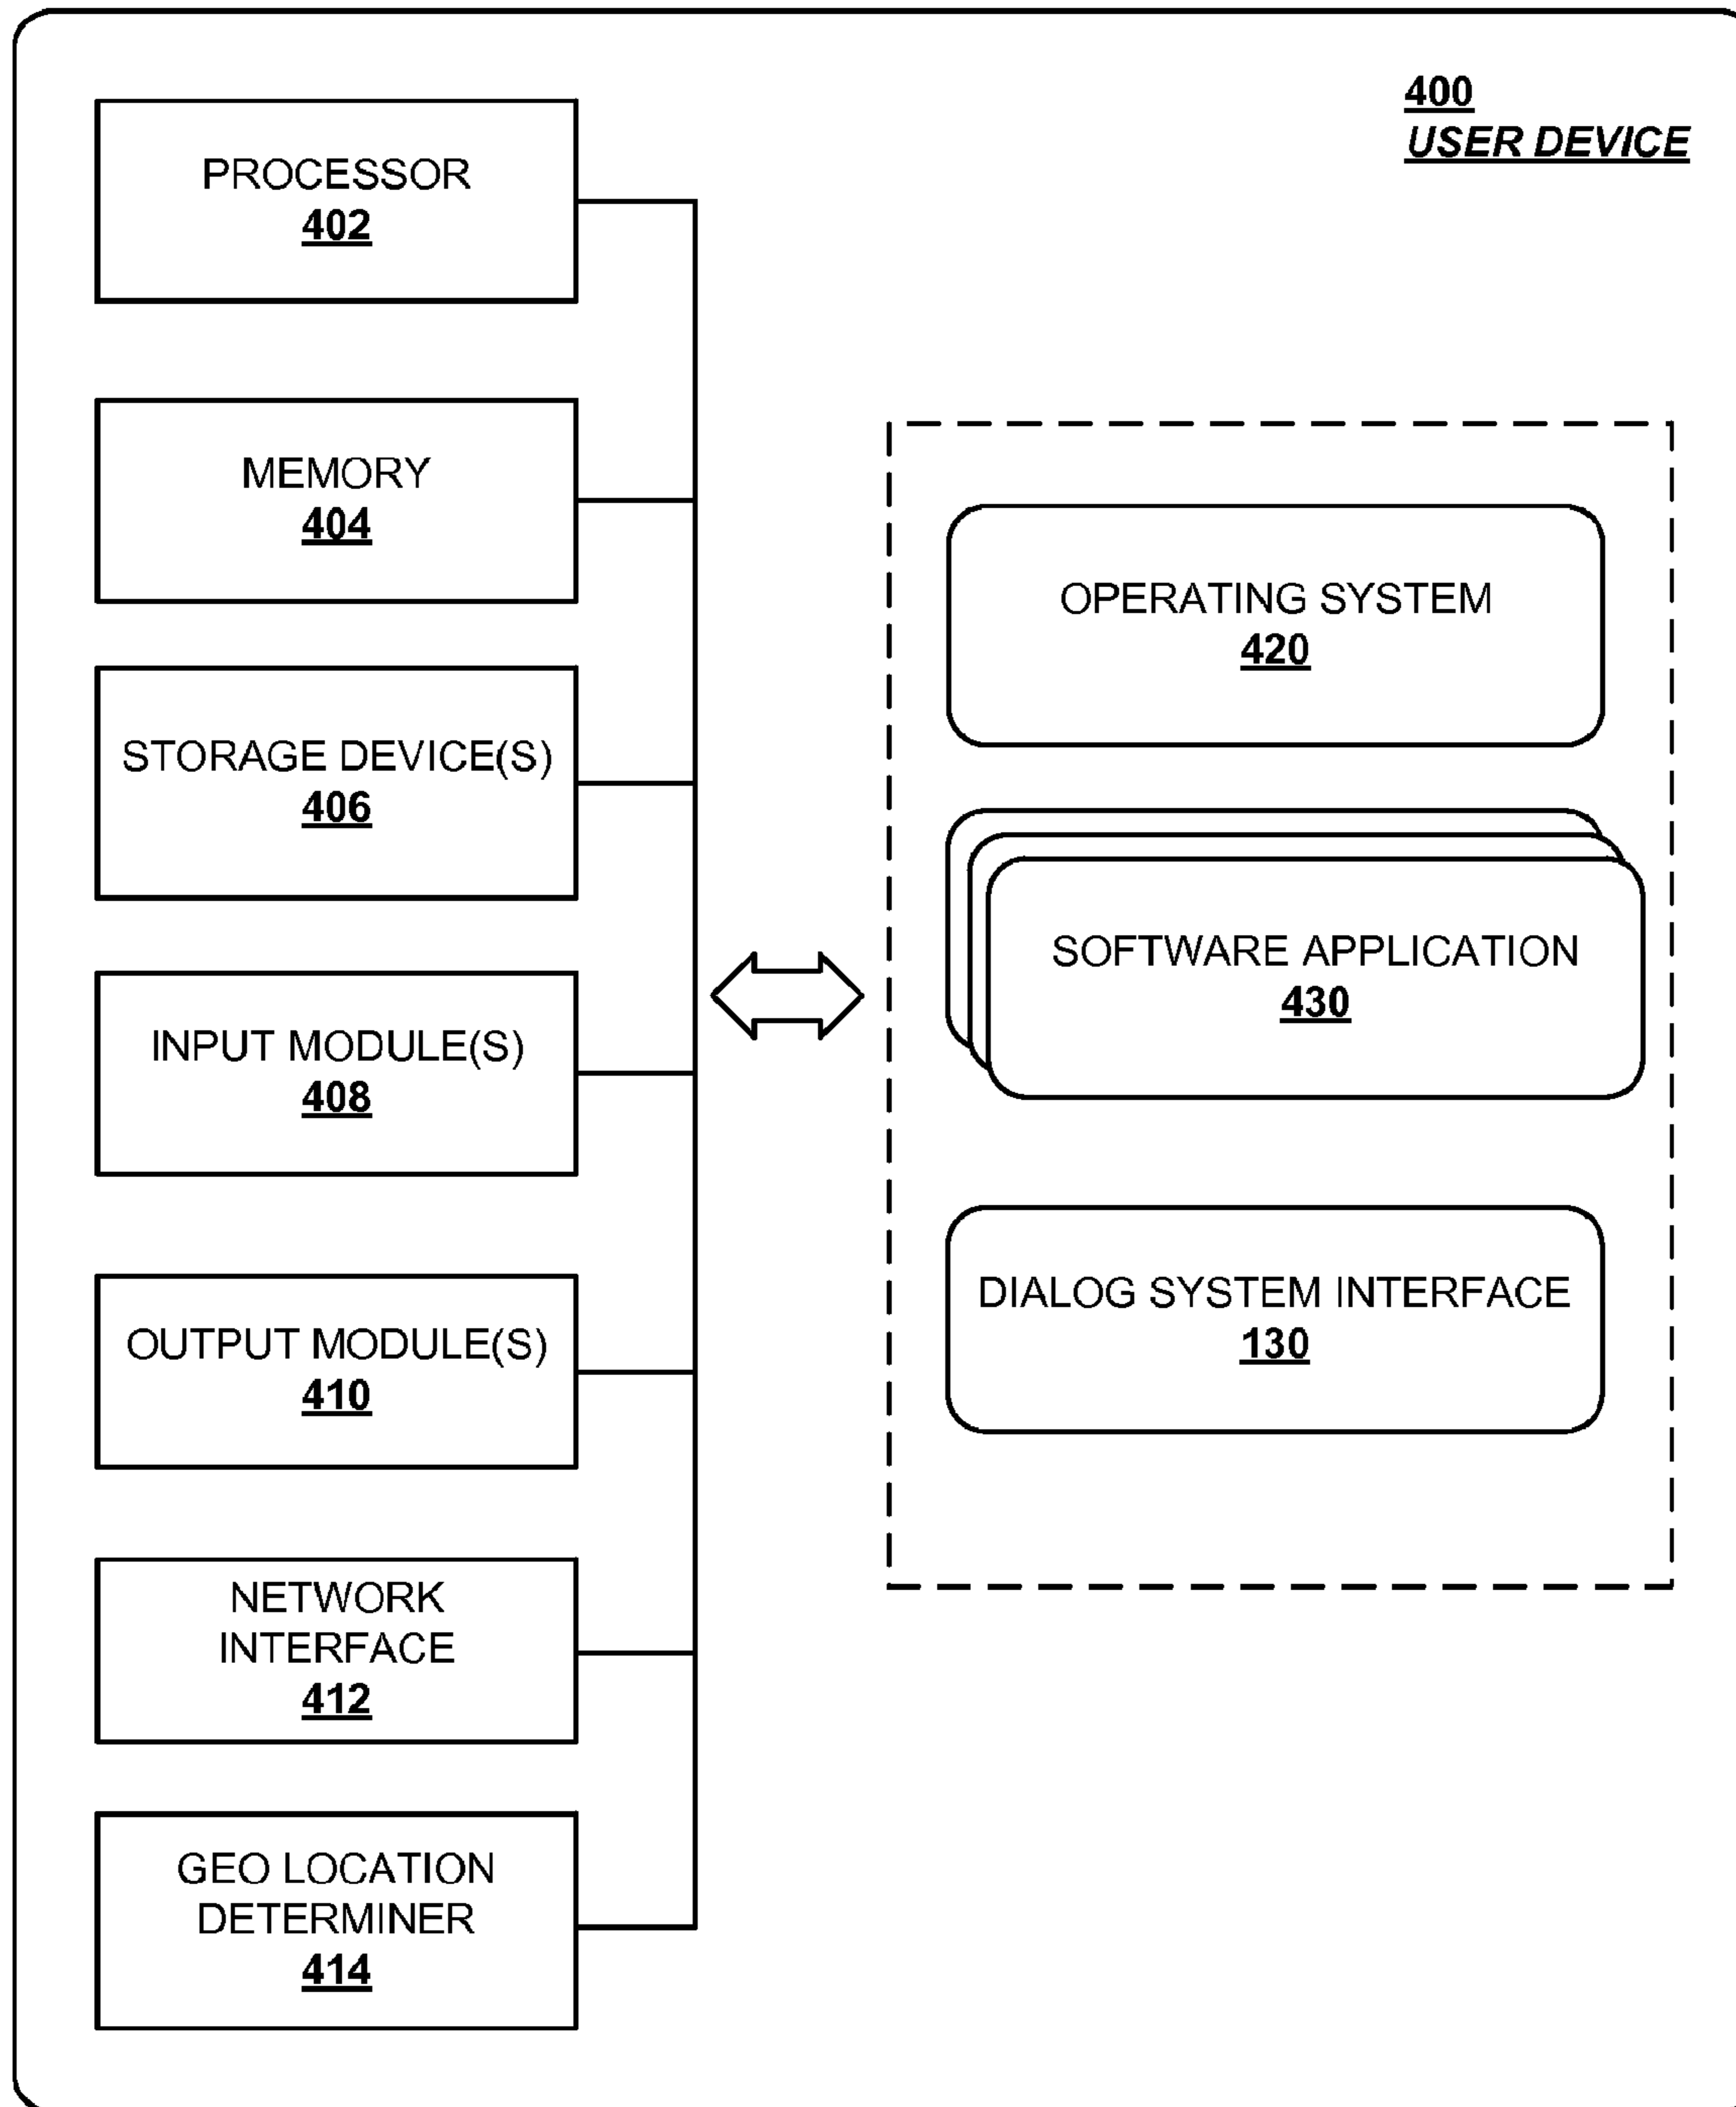 400
USER DEVICE
PROCESSOR
402
MEMORY
404
STORAGE DEVICE(S)
406
INPUT MODULE(S)
408
OUTPUT MODULE(S)
410
NETWORK
INTERFACE
412
GEO LOCATION
DETERMINER
414
OPERATING SYSTEM
420
SOFTWARE APPLICATION
430
DIALOG SYSTEM INTERFACE
130